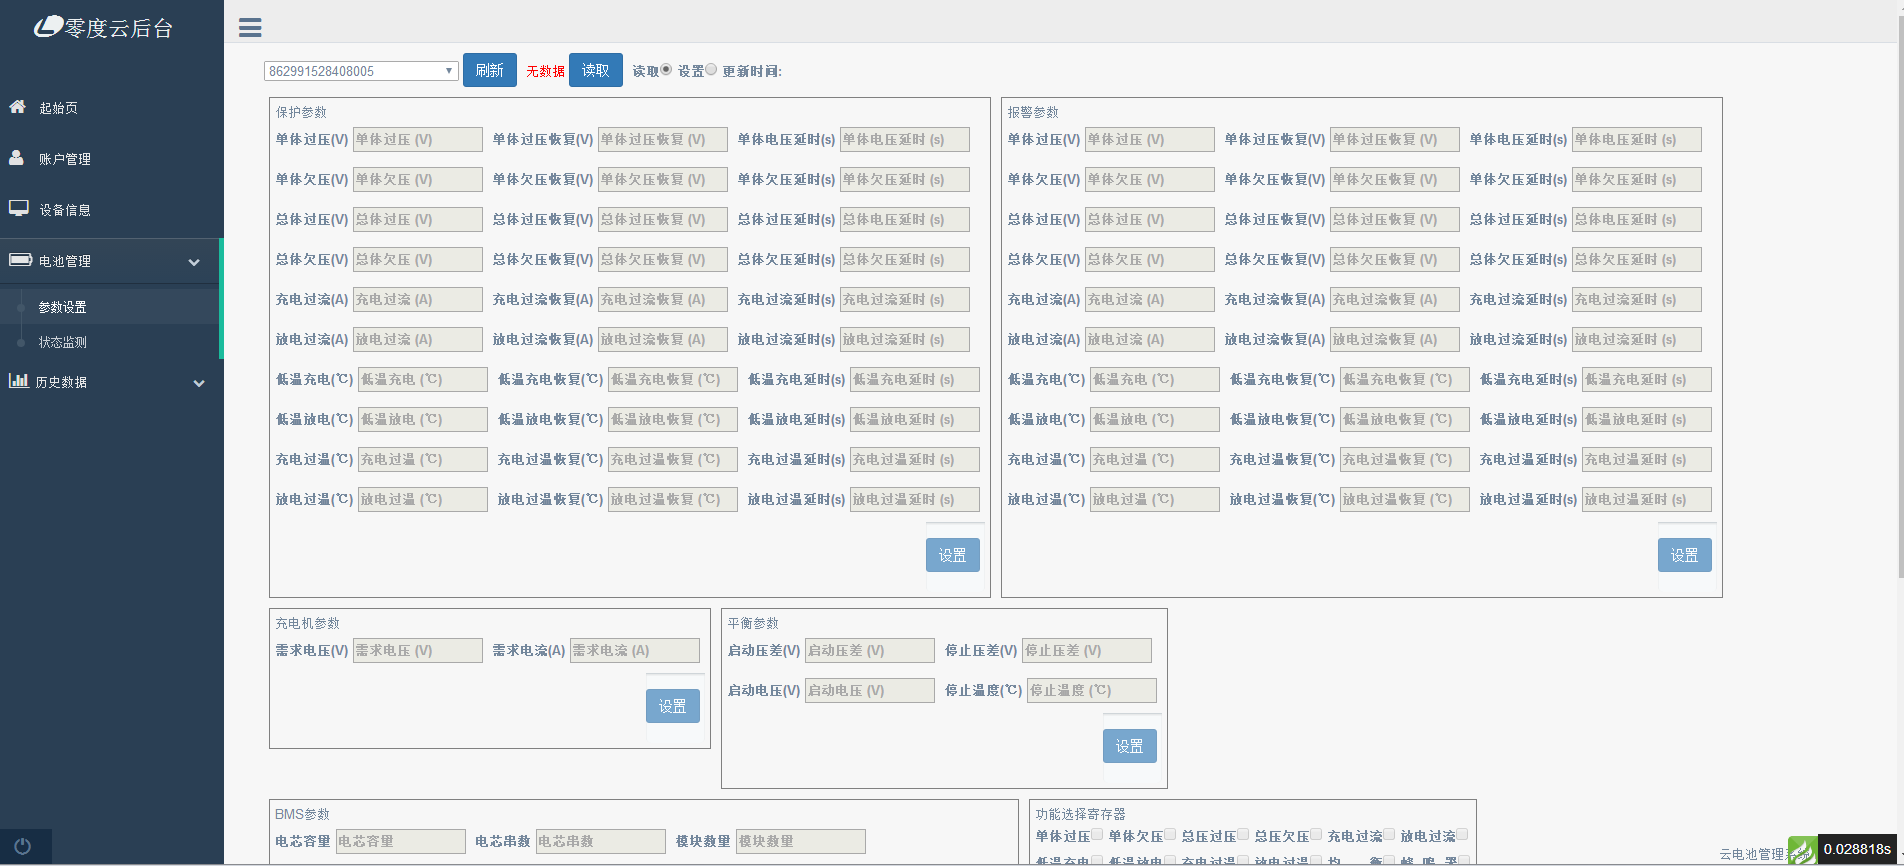 零度云后台
起始页
账户管理
设备信息
电池管理
参数设置
状态监测
历史数据
862991528408005 刷新 无数据 读取 读取 设置 更新时间:
保护参数
单体过压(V) 单体过压 (V) 单体过压恢复(V) 单体过压恢复 (V) 单体电压延时(s) 单体电压延时 (s)
单体欠压(V) 单体欠压 (V) 单体欠压恢复(V) 单体欠压恢复 (V) 单体欠压延时(s) 单体欠压延时 (s)
总体过压(V) 总体过压 (V) 总体过压恢复(V) 总体过压恢复 (V) 总体过压延时(s) 总体电压延时 (s)
总体欠压(V) 总体欠压 (V) 总体欠压恢复(V) 总体欠压恢复 (V) 总体欠压延时(s) 总体欠压延时 (s)
充电过流(A) 充电过流 (A) 充电过流恢复(A) 充电过流恢复 (A) 充电过流延时(s) 充电过流延时 (s)
放电过流(A) 放电过流 (A) 放电过流恢复(A) 放电过流恢复 (A) 放电过流延时(s) 放电过流延时 (s)
低温充电(℃) 低温充电 (℃) 低温充电恢复(℃) 低温充电恢复 (℃) 低温充电延时(s) 低温充电延时 (s)
低温放电(℃) 低温放电 (℃) 低温放电恢复(℃) 低温放电恢复 (℃) 低温放电延时(s) 低温放电延时 (s)
充电过温(℃) 充电过温 (℃) 充电过温恢复(℃) 充电过温恢复 (℃) 充电过温延时(s) 充电过温延时 (s)
放电过温(℃) 放电过温 (℃) 放电过温恢复(℃) 放电过温恢复 (℃) 放电过温延时(s) 放电过温延时 (s)
设置
报警参数
单体过压(V) 单体过压 (V) 单体过压恢复(V) 单体过压恢复 (V) 单体电压延时(s) 单体电压延时 (s)
单体欠压(V) 单体欠压 (V) 单体欠压恢复(V) 单体欠压恢复 (V) 单体欠压延时(s) 单体欠压延时 (s)
总体过压(V) 总体过压 (V) 总体过压恢复(V) 总体过压恢复 (V) 总体过压延时(s) 总体电压延时 (s)
总体欠压(V) 总体欠压 (V) 总体欠压恢复(V) 总体欠压恢复 (V) 总体欠压延时(s) 总体欠压延时 (s)
充电过流(A) 充电过流 (A) 充电过流恢复(A) 充电过流恢复 (A) 充电过流延时(s) 充电过流延时 (s)
放电过流(A) 放电过流 (A) 放电过流恢复(A) 放电过流恢复 (A) 放电过流延时(s) 放电过流延时 (s)
低温充电(℃) 低温充电 (℃) 低温充电恢复(℃) 低温充电恢复 (℃) 低温充电延时(s) 低温充电延时 (s)
低温放电(℃) 低温放电 (℃) 低温放电恢复(℃) 低温放电恢复 (℃) 低温放电延时(s) 低温放电延时 (s)
充电过温(℃) 充电过温 (℃) 充电过温恢复(℃) 充电过温恢复 (℃) 充电过温延时(s) 充电过温延时 (s)
放电过温(℃) 放电过温 (℃) 放电过温恢复(℃) 放电过温恢复 (℃) 放电过温延时(s) 放电过温延时 (s)
设置
充电机参数
需求电压(V) 需求电压 (V) 需求电流(A) 需求电流 (A)
设置
平衡参数
启动压差(V) 启动压差 (V) 停止压差(V) 停止压差 (V)
启动电压(V) 启动电压 (V) 停止温度(℃) 停止温度 (℃)
设置
BMS参数
电芯容量 电芯容量 电芯串数 电芯串数 模块数量 模块数量
功能选择寄存器
单体过压 单体欠压 总压过压 总压欠压 充电过流 放电过流
低温充电 低温放电 充电过温 放电过温 均 衡 蜂 鸣 器
云电池管理系
0.028818s